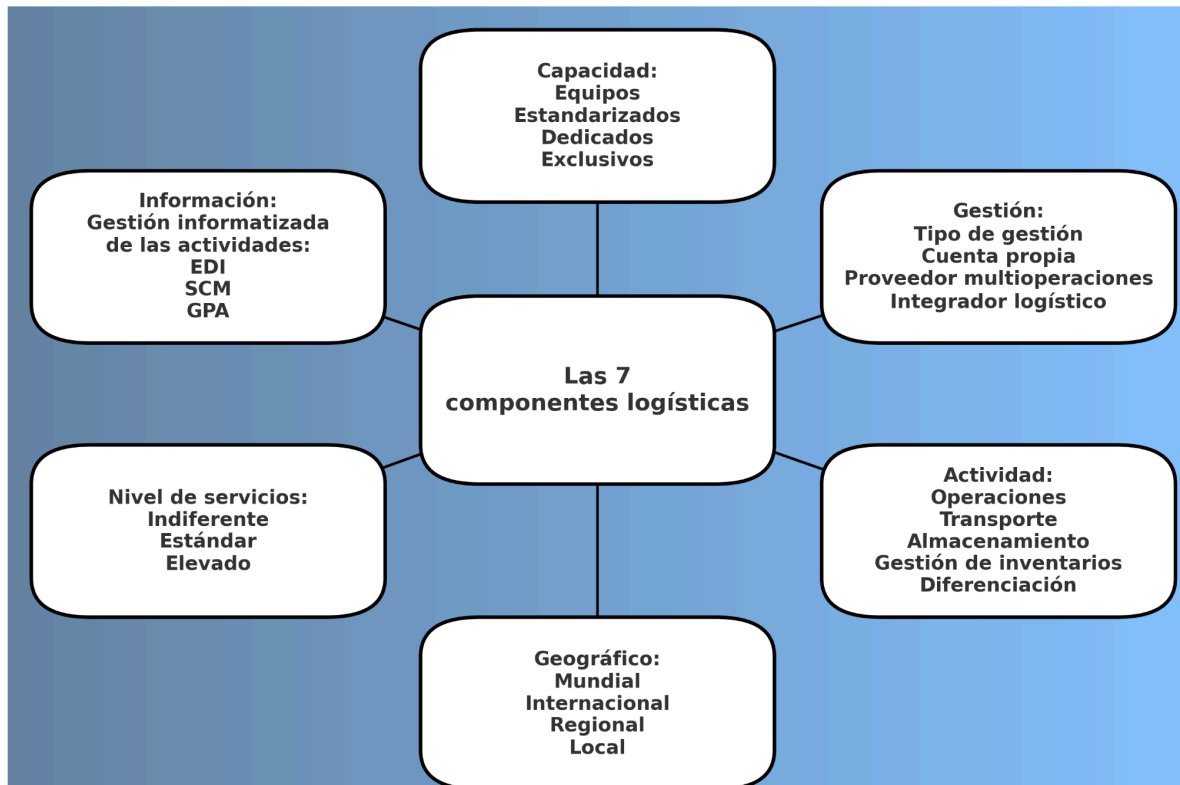 Capacidad:
Equipos
Estandarizados
Dedicados
Exclusivos
Información:
Gestión informatizada
de las actividades:
EDI
SCM
GPA
Gestión:
Tipo de gestión
Cuenta propia
Proveedor multioperaciones
Integrador logístico
Las 7
componentes logísticas
Nivel de servicios:
Indiferente
Estándar
Elevado
Actividad:
Operaciones
Transporte
Almacenamiento
Gestión de inventarios
Diferenciación
Geográfico:
Mundial
Internacional
Regional
Local